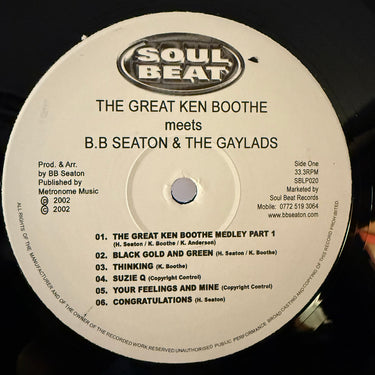 SOUL
BEAT
THE GREAT KEN BOOTHE
meets
B.B SEATON & THE GAYLADS
Prod. & Arr.
by BB Seaton
Published by
Metronome Music
℗ 2002
© 2002
Side One
33.3RPM
SBLP020
Marketed by
Soul Beat Records
Mobile: 0772 519 3064
www.bbseaton.com
01. THE GREAT KEN BOOTHE MEDLEY PART 1
(H. Seaton / K. Boothe / K. Anderson)
02. BLACK GOLD AND GREEN (H. Seaton / K. Boothe)
03. THINKING (K. Boothe)
04. SUZIE Q (Copyright Control)
05. YOUR FEELINGS AND MINE (Copyright Control)
06. CONGRATULATIONS (H. Seaton)
ALL RIGHTS OF THE MANUFACTURER AND OF THE OWNER OF THE RECORDED WORK RESERVED UNAUTHORISED PUBLIC PERFORMANCE BROADCASTING AND COPYING OF THIS RECORD PROHIBITED